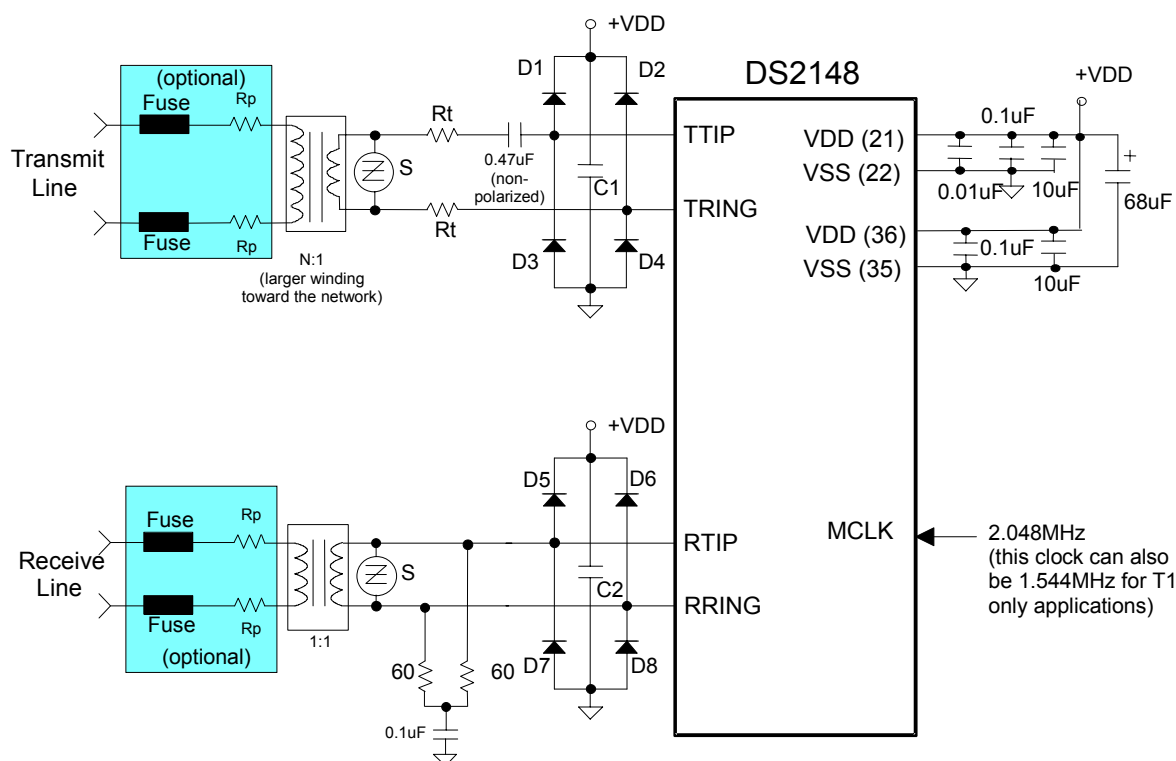 +VDD
(optional)
Fuse
Rp
D1
D2
DS2148
+VDD
Rt
Transmit
Line
0.47uF
(non-
polarized)
S
C1
TTIP
TRING
VDD (21)
VSS (22)
0.1uF
0.01uF
10uF
+
68uF
Fuse
Rp
Rt
N:1
(larger winding
toward the network)
D3
D4
VDD (36)
VSS (35)
0.1uF
10uF
+VDD
D5
D6
Fuse
Rp
Receive
Line
S
C2
RTIP
RRING
MCLK
2.048MHz
(this clock can also
be 1.544MHz for T1
only applications)
Fuse
Rp
(optional)
1:1
60
60
D7
D8
0.1uF